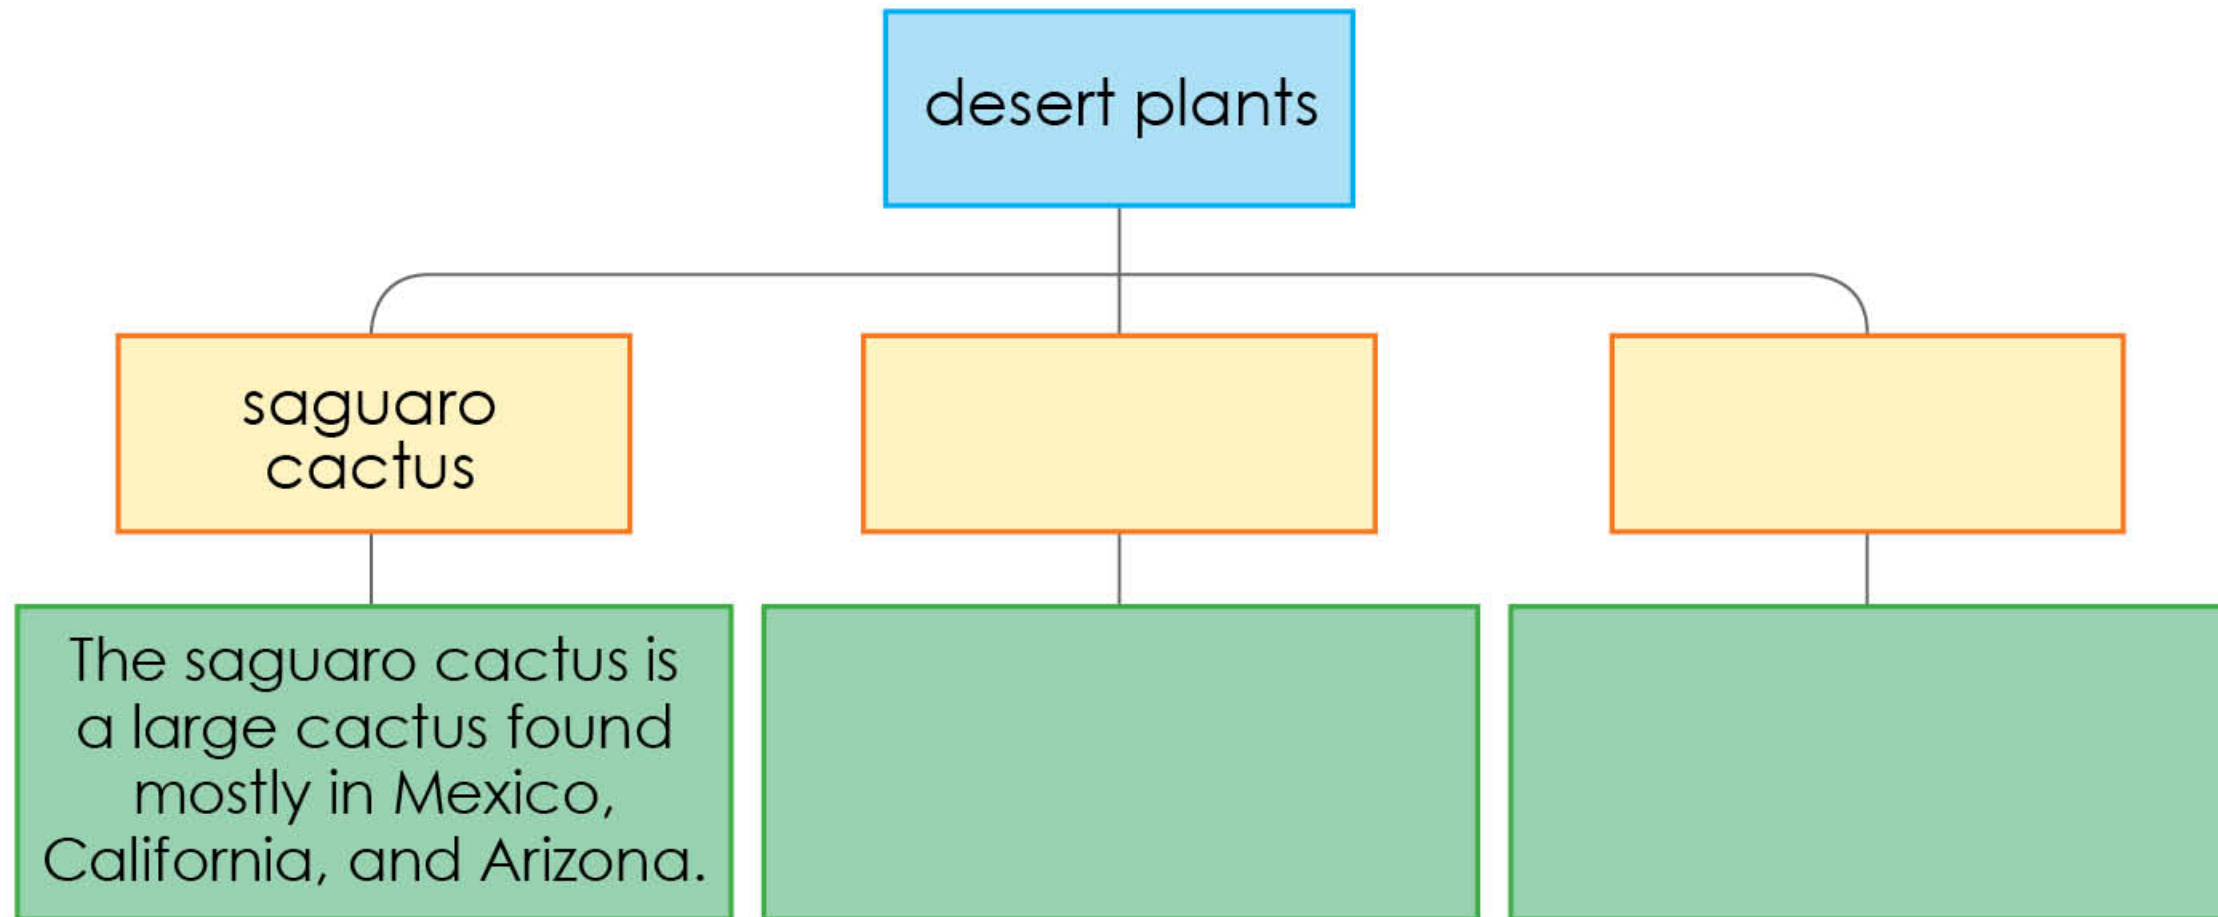 desert plants
saguaro
cactus
The saguaro cactus is
a large cactus found
mostly in Mexico,
California, and Arizona.